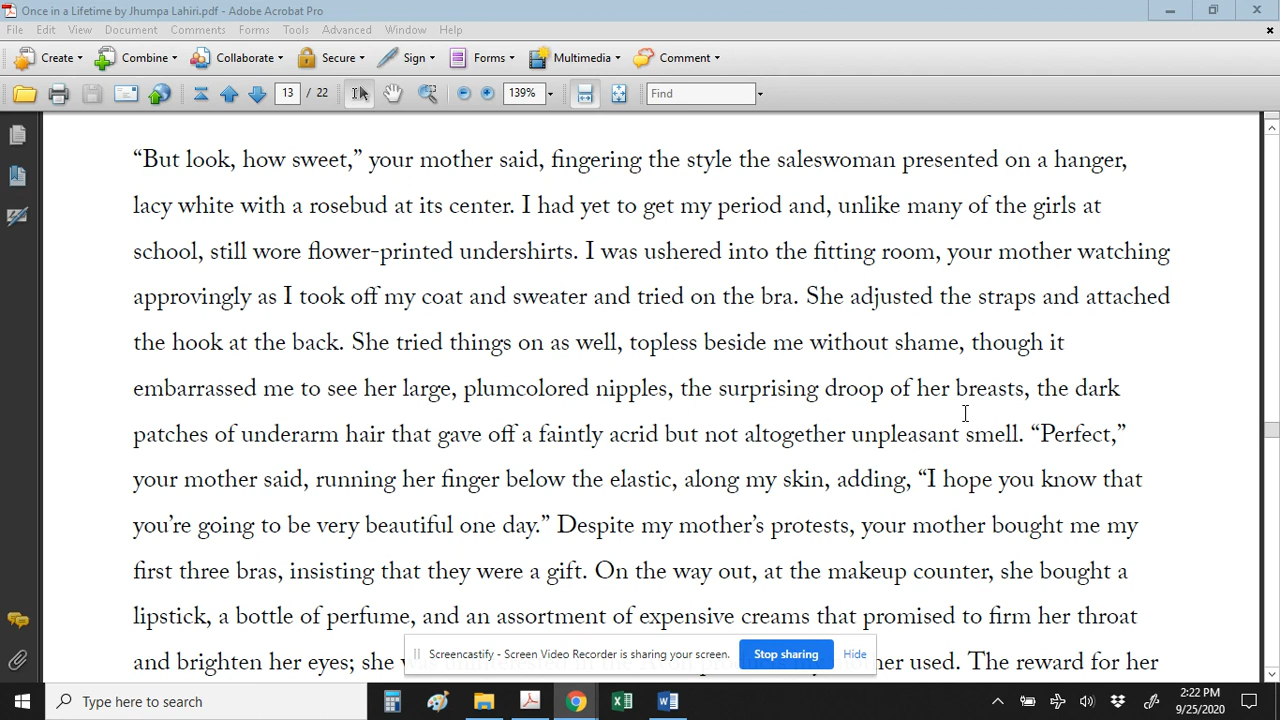 Once in a Lifetime by Jhumpa Lahiri.pdf - Adobe Acrobat Pro
File Edit View Document Comments Forms Tools Advanced Window Help
Create Combine Collaborate Secure Sign Forms Multimedia Comment
13 / 22 139% Find
“But look, how sweet,” your mother said, fingering the style the saleswoman presented on a hanger,
lacy white with a rosebud at its center. I had yet to get my period and, unlike many of the girls at
school, still wore flower-printed undershirts. I was ushered into the fitting room, your mother watching
approvingly as I took off my coat and sweater and tried on the bra. She adjusted the straps and attached
the hook at the back. She tried things on as well, topless beside me without shame, though it
embarrassed me to see her large, plumcolored nipples, the surprising droop of her breasts, the dark
patches of underarm hair that gave off a faintly acrid but not altogether unpleasant smell. “Perfect,”
your mother said, running her finger below the elastic, along my skin, adding, “I hope you know that
you’re going to be very beautiful one day.” Despite my mother’s protests, your mother bought me my
first three bras, insisting that they were a gift. On the way out, at the makeup counter, she bought a
lipstick, a bottle of perfume, and an assortment of expensive creams that promised to firm her throat
and brighten her eyes; she her used. The reward for her
Screencastify - Screen Video Recorder is sharing your screen. Stop sharing Hide
Type here to search
2:22 PM
9/25/2020